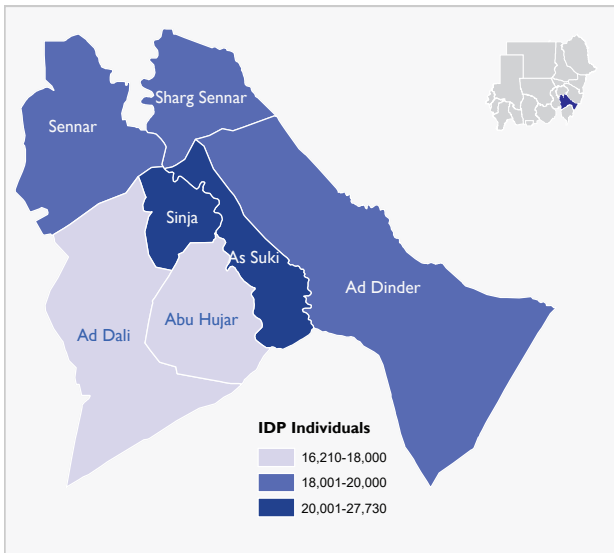 Sharg Sennar
Sennar
Sinja
As Suki
Ad Dinder
Abu Hujar
Ad Dali
IDP Individuals
16,210-18,000
18,001-20,000
20,001-27,730